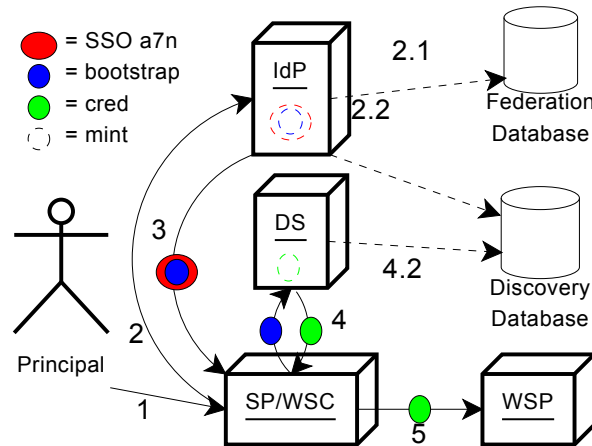 = SSO a7n
= bootstrap
= cred
= mint
IdP
2.1
2.2
Federation
Database
3
DS
4.2
Discovery
Database
4
2
Principal
1
SP/WSC
5
WSP